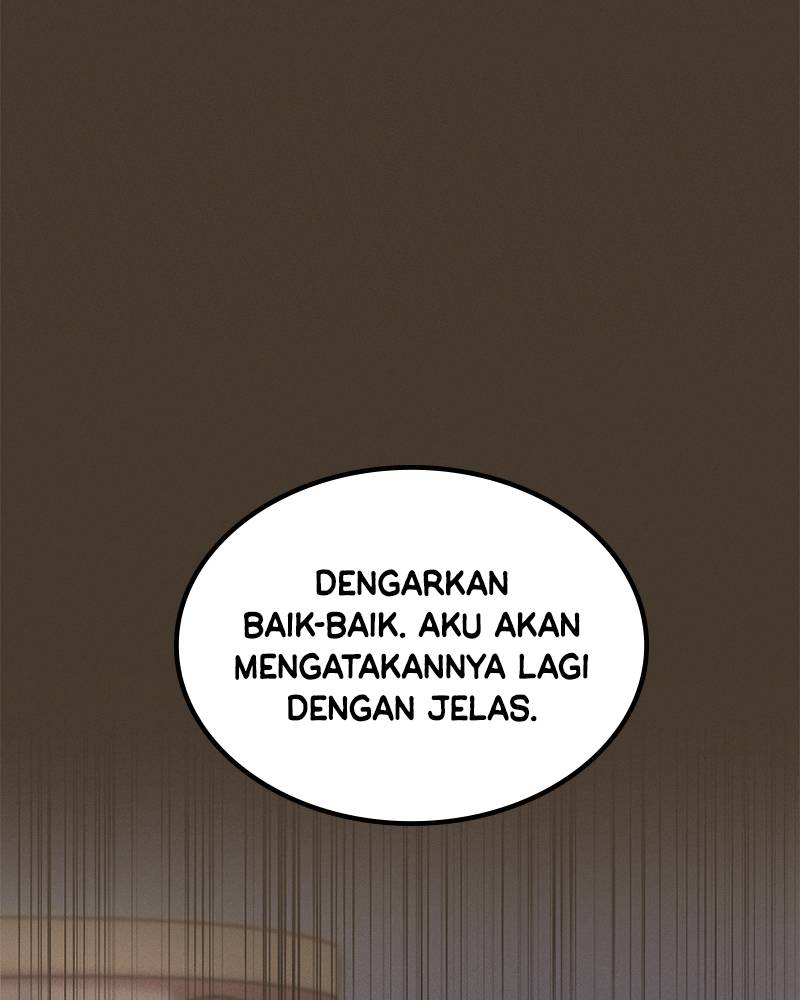 DENGARKAN
BAIK-BAIK. AKU AKAN
MENGATAKANNYA LAGI
DENGAN JELAS.